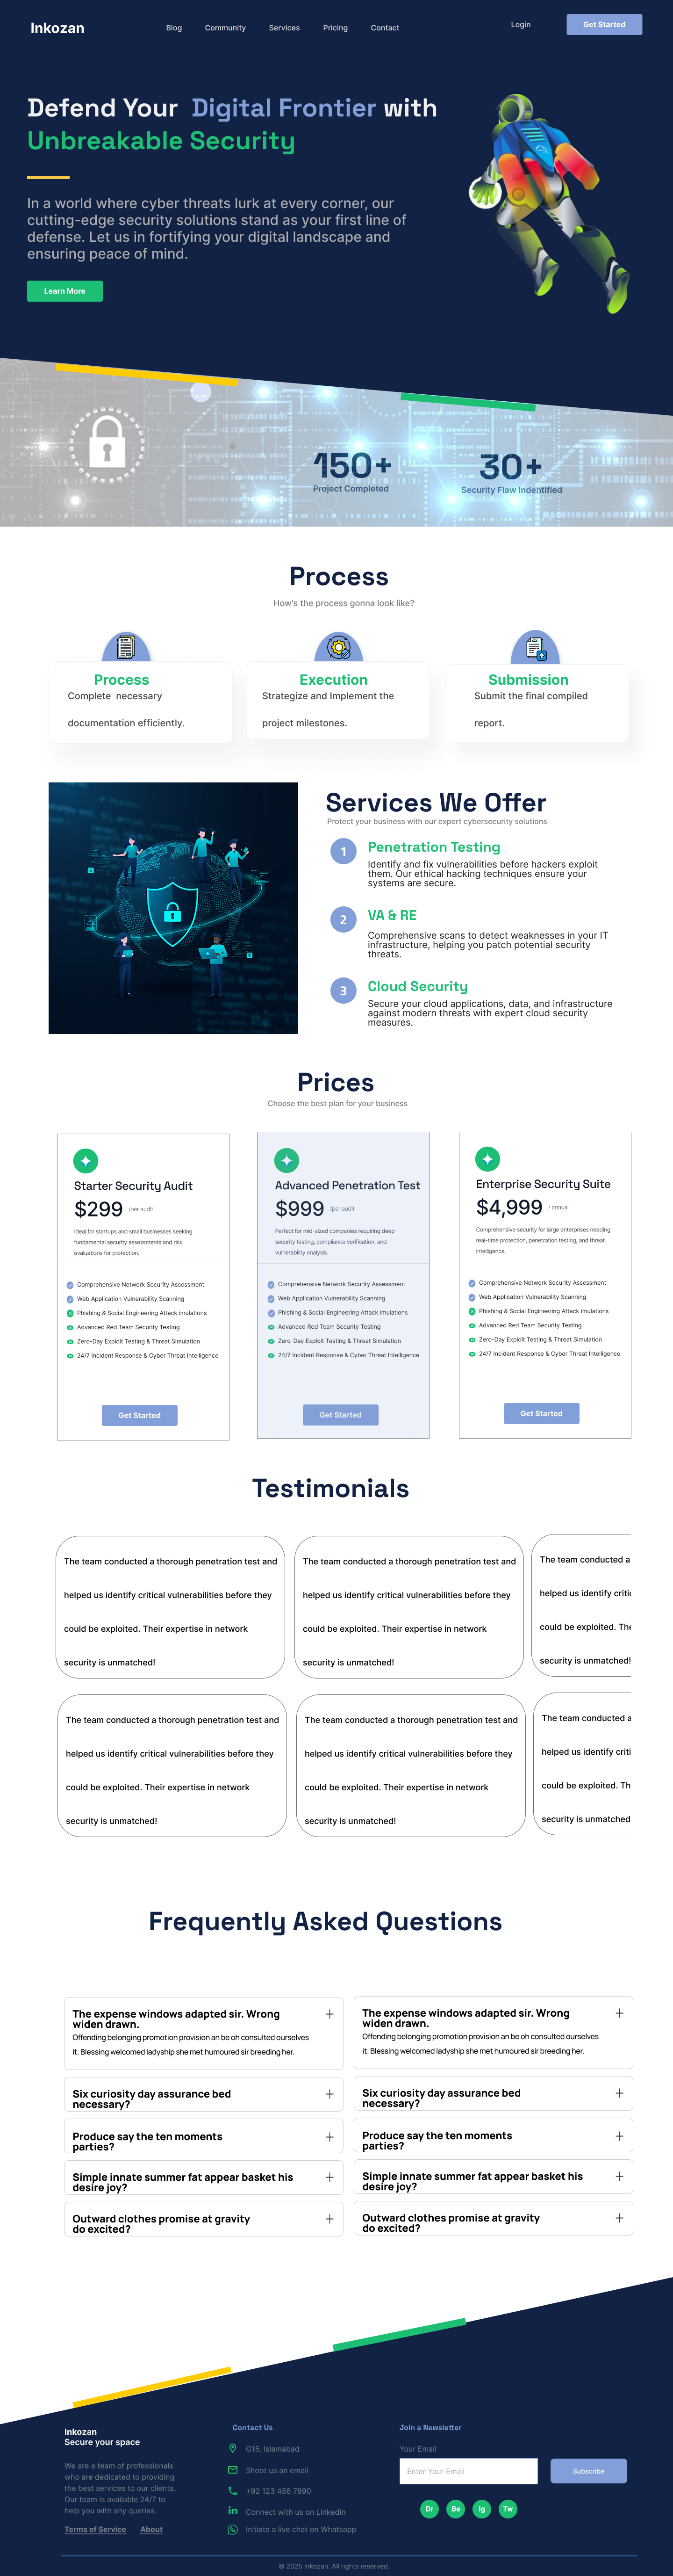 Inkozan
Blog Community Services Pricing Contact
Login
Get Started
Defend Your Digital Frontier with
Unbreakable Security
In a world where cyber threats lurk at every corner, our
cutting-edge security solutions stand as your first line of
defense. Let us in fortifying your digital landscape and
ensuring peace of mind.
Learn More
150+
Project Completed
30+
Security Flaw Indentified
Process
How's the process gonna look like?
Process
Complete necessary
documentation efficiently.
Execution
Strategize and Implement the
project milestones.
Submission
Submit the final compiled
report.
Services We Offer
Protect your business with our expert cybersecurity solutions
1
Penetration Testing
Identify and fix vulnerabilities before hackers exploit
them. Our ethical hacking techniques ensure your
systems are secure.
2
VA & RE
Comprehensive scans to detect weaknesses in your IT
infrastructure, helping you patch potential security
threats.
3
Cloud Security
Secure your cloud applications, data, and infrastructure
against modern threats with expert cloud security
measures.
Prices
Choose the best plan for your business
Starter Security Audit
$299 /per audit
Ideal for startups and small businesses seeking
fundamental security assessments and risk
evaluations for protection.
Comprehensive Network Security Assessment
Web Application Vulnerability Scanning
Phishing & Social Engineering Attack imulations
Advanced Red Team Security Testing
Zero-Day Exploit Testing & Threat Simulation
24/7 Incident Response & Cyber Threat Intelligence
Get Started
Advanced Penetration Test
$999 /per audit
Perfect for mid-sized companies requiring deep
security testing, compliance verification, and
vulnerability analysis.
Comprehensive Network Security Assessment
Web Application Vulnerability Scanning
Phishing & Social Engineering Attack imulations
Advanced Red Team Security Testing
Zero-Day Exploit Testing & Threat Simulation
24/7 Incident Response & Cyber Threat Intelligence
Get Started
Enterprise Security Suite
$4,999 / annual
Comprehensive security for large enterprises needing
real-time protection, penetration testing, and threat
intelligence.
Comprehensive Network Security Assessment
Web Application Vulnerability Scanning
Phishing & Social Engineering Attack imulations
Advanced Red Team Security Testing
Zero-Day Exploit Testing & Threat Simulation
24/7 Incident Response & Cyber Threat Intelligence
Get Started
Testimonials
The team conducted a thorough penetration test and
helped us identify critical vulnerabilities before they
could be exploited. Their expertise in network
security is unmatched!
The team conducted a thorough penetration test and
helped us identify critical vulnerabilities before they
could be exploited. Their expertise in network
security is unmatched!
The team conducted a
helped us identify criti
could be exploited. The
security is unmatched!
The team conducted a thorough penetration test and
helped us identify critical vulnerabilities before they
could be exploited. Their expertise in network
security is unmatched!
The team conducted a thorough penetration test and
helped us identify critical vulnerabilities before they
could be exploited. Their expertise in network
security is unmatched!
The team conducted a
helped us identify criti
could be exploited. Th
security is unmatched
Frequently Asked Questions
The expense windows adapted sir. Wrong
widen drawn.
Offending belonging promotion provision an be oh consulted ourselves
it. Blessing welcomed ladyship she met humoured sir breeding her.
Six curiosity day assurance bed
necessary?
Produce say the ten moments
parties?
Simple innate summer fat appear basket his
desire joy?
Outward clothes promise at gravity
do excited?
The expense windows adapted sir. Wrong
widen drawn.
Offending belonging promotion provision an be oh consulted ourselves
it. Blessing welcomed ladyship she met humoured sir breeding her.
Six curiosity day assurance bed
necessary?
Produce say the ten moments
parties?
Simple innate summer fat appear basket his
desire joy?
Outward clothes promise at gravity
do excited?
Inkozan
Secure your space
We are a team of professionals
who are dedicated to providing
the best services to our clients.
Our team is available 24/7 to
help you with any queries.
Terms of Service About
Contact Us
G15, Islamabad
Shoot us an email
+92 123 456 7890
Connect with us on Linkedin
Initiate a live chat on Whatsapp
Join a Newsletter
Your Email
Enter Your Email
Subscribe
Dr Be Ig Tw
© 2025 Inkozan. All rights reserved.